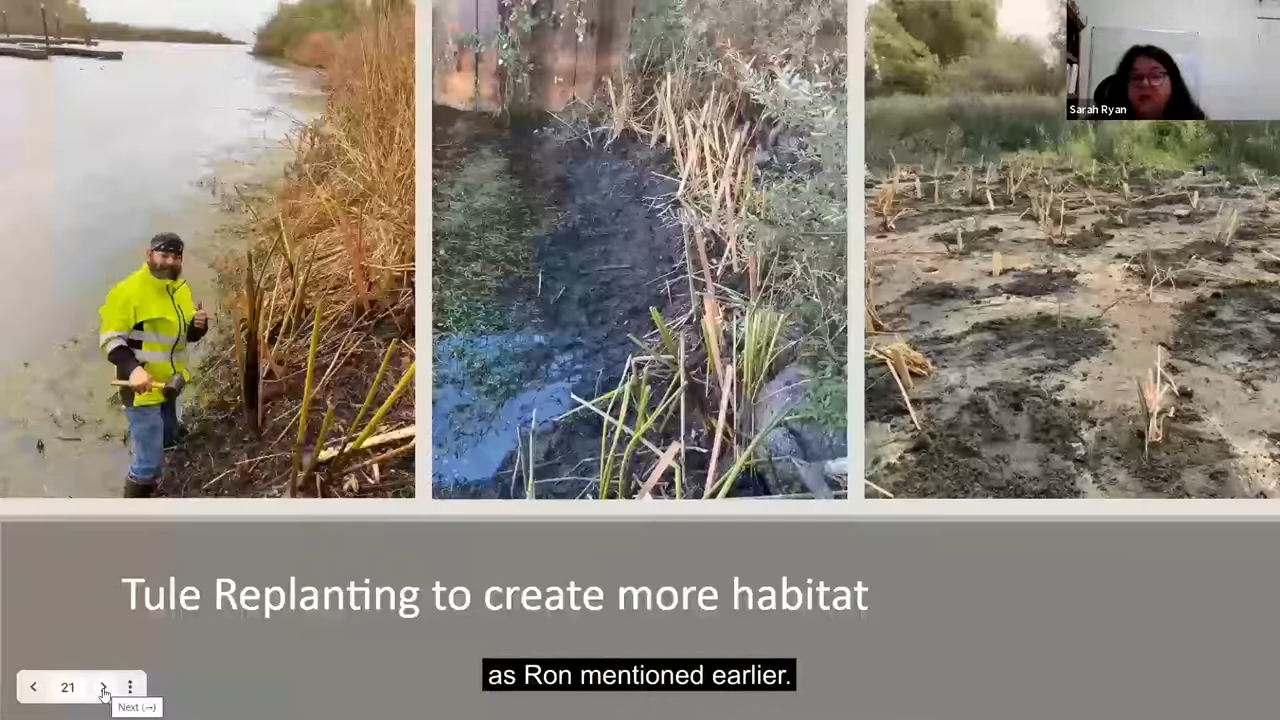 Sarah Ryan
Tule Replanting to create more habitat
as Ron mentioned earlier.
21
Next (→)